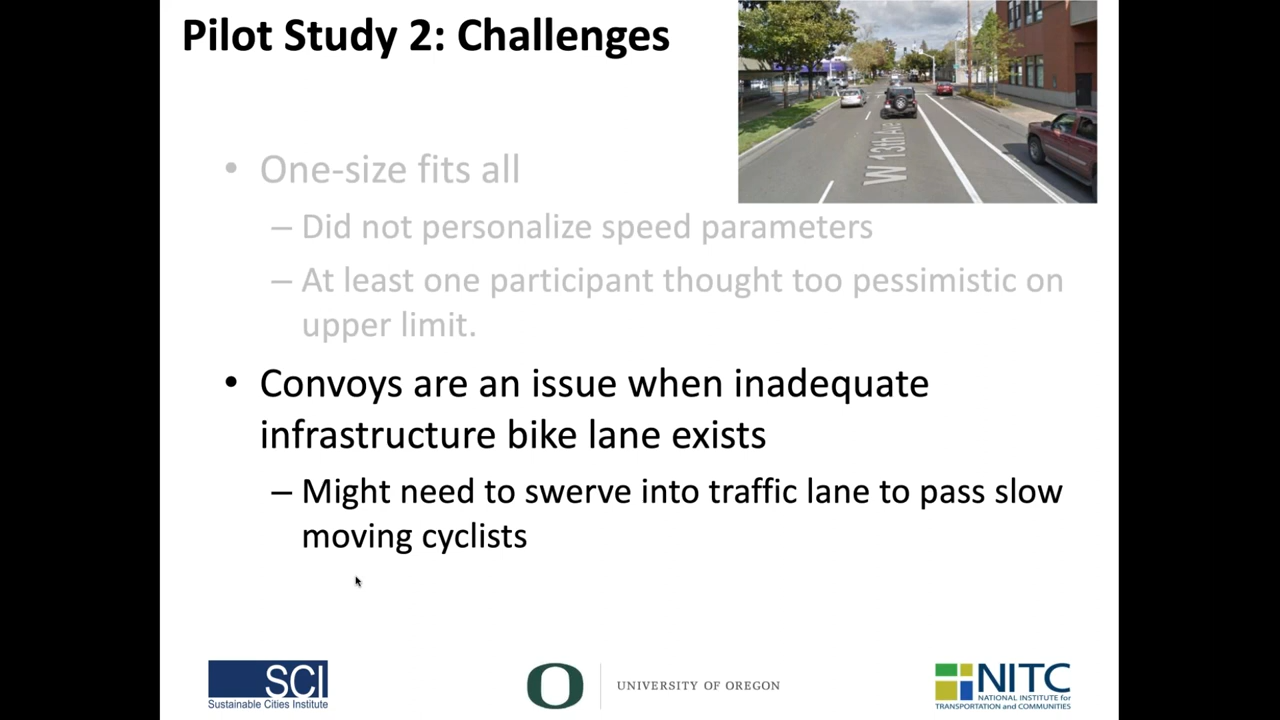 Pilot Study 2: Challenges
W 13th Ave
• One-size fits all
– Did not personalize speed parameters
– At least one participant thought too pessimistic on
upper limit.
• Convoys are an issue when inadequate
infrastructure bike lane exists
– Might need to swerve into traffic lane to pass slow
moving cyclists
SCI
Sustainable Cities Institute
O
UNIVERSITY OF OREGON
NITC
NATIONAL INSTITUTE for
TRANSPORTATION and COMMUNITIES